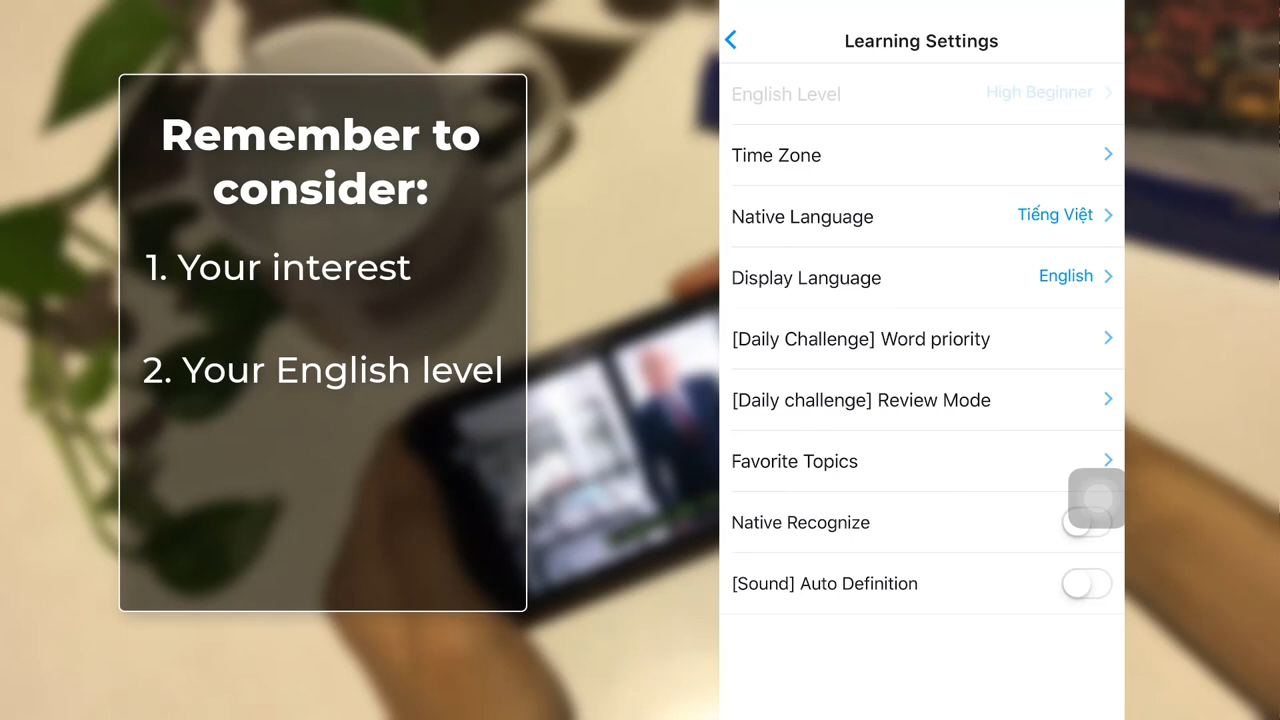 Remember to
consider:
1. Your interest
2. Your English level
Learning Settings
English Level High Beginner
Time Zone
Native Language Tiếng Việt
Display Language English
[Daily Challenge] Word priority
[Daily challenge] Review Mode
Favorite Topics
Native Recognize
[Sound] Auto Definition